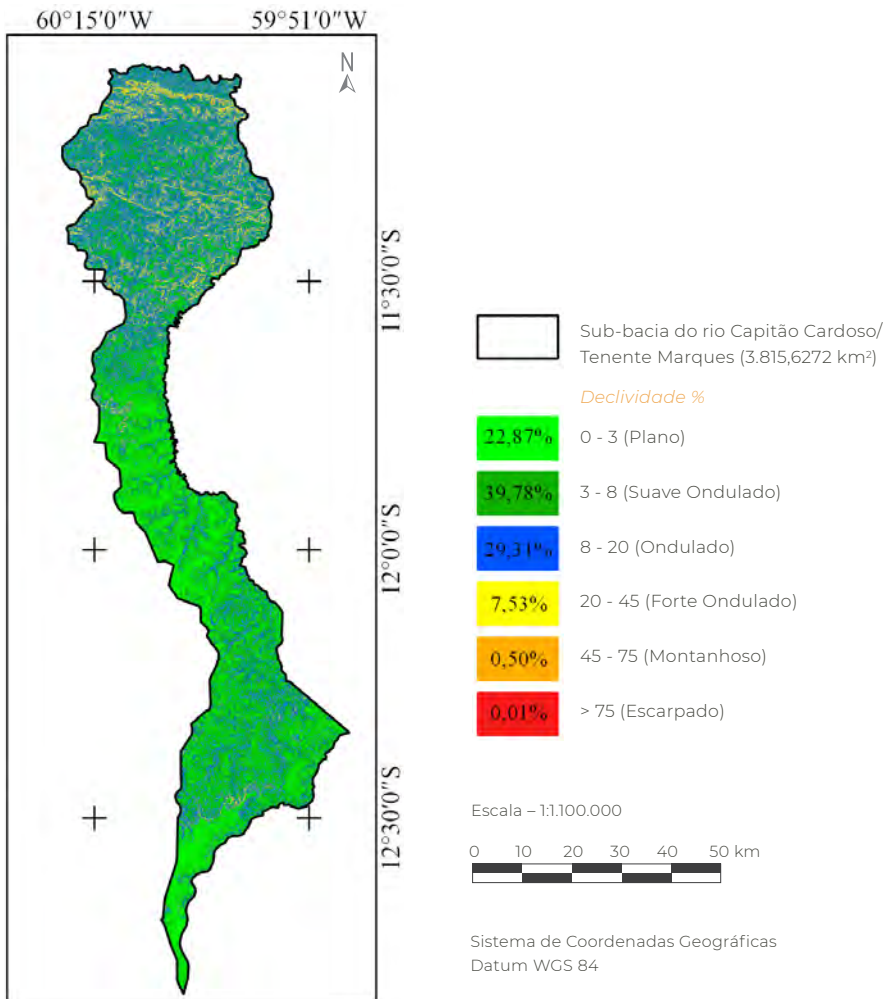 60°15'0"W 59°51'0"W
N
11°30'0"S
12°0'0"S
12°30'0"S
Sub-bacia do rio Capitão Cardoso/
Tenente Marques (3.815,6272 km²)
Declividade %
22,87% 0 - 3 (Plano)
39,78% 3 - 8 (Suave Ondulado)
29,31% 8 - 20 (Ondulado)
7,53% 20 - 45 (Forte Ondulado)
0,50% 45 - 75 (Montanhoso)
0,01% > 75 (Escarpado)
Escala – 1:1.100.000
0 10 20 30 40 50 km
Sistema de Coordenadas Geográficas
Datum WGS 84